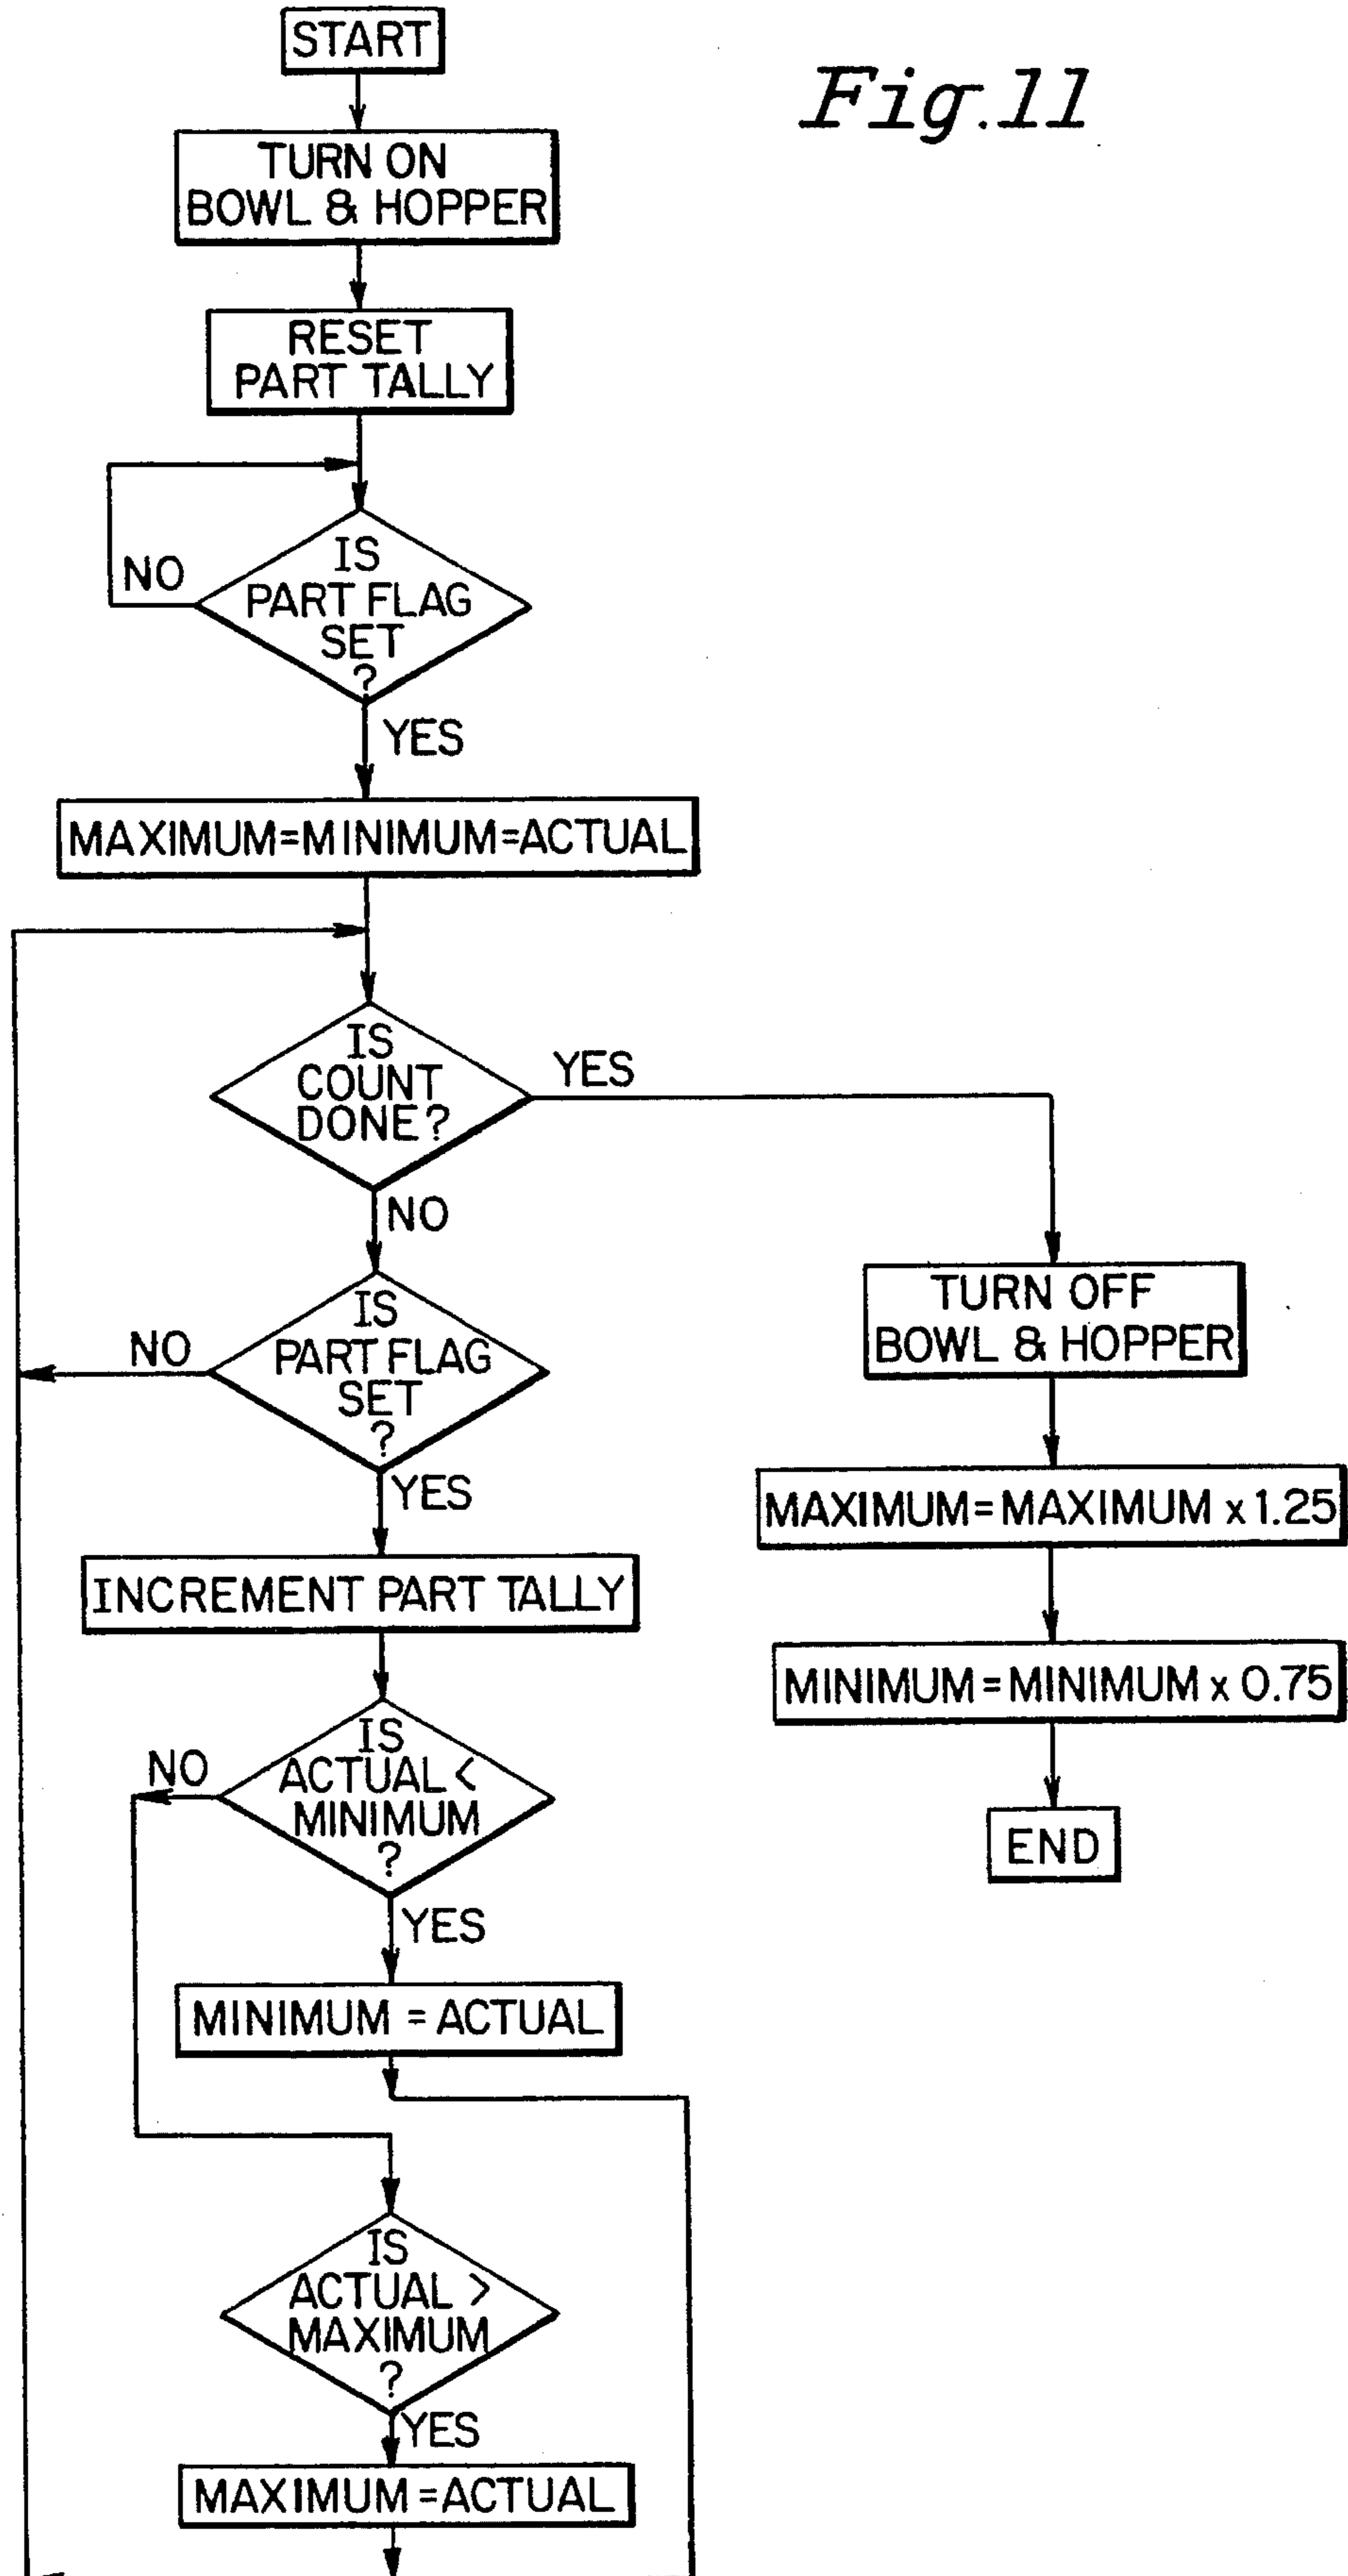 Fig. 11
START
TURN ON
BOWL & HOPPER
RESET
PART TALLY
IS
PART FLAG
SET
?
NO
YES
MAXIMUM=MINIMUM=ACTUAL
IS
COUNT
DONE?
YES
NO
IS
PART FLAG
SET
?
NO
YES
INCREMENT PART TALLY
IS
ACTUAL <
MINIMUM
?
NO
YES
MINIMUM = ACTUAL
IS
ACTUAL >
MAXIMUM
?
YES
MAXIMUM = ACTUAL
TURN OFF
BOWL & HOPPER
MAXIMUM = MAXIMUM x 1.25
MINIMUM = MINIMUM x 0.75
END